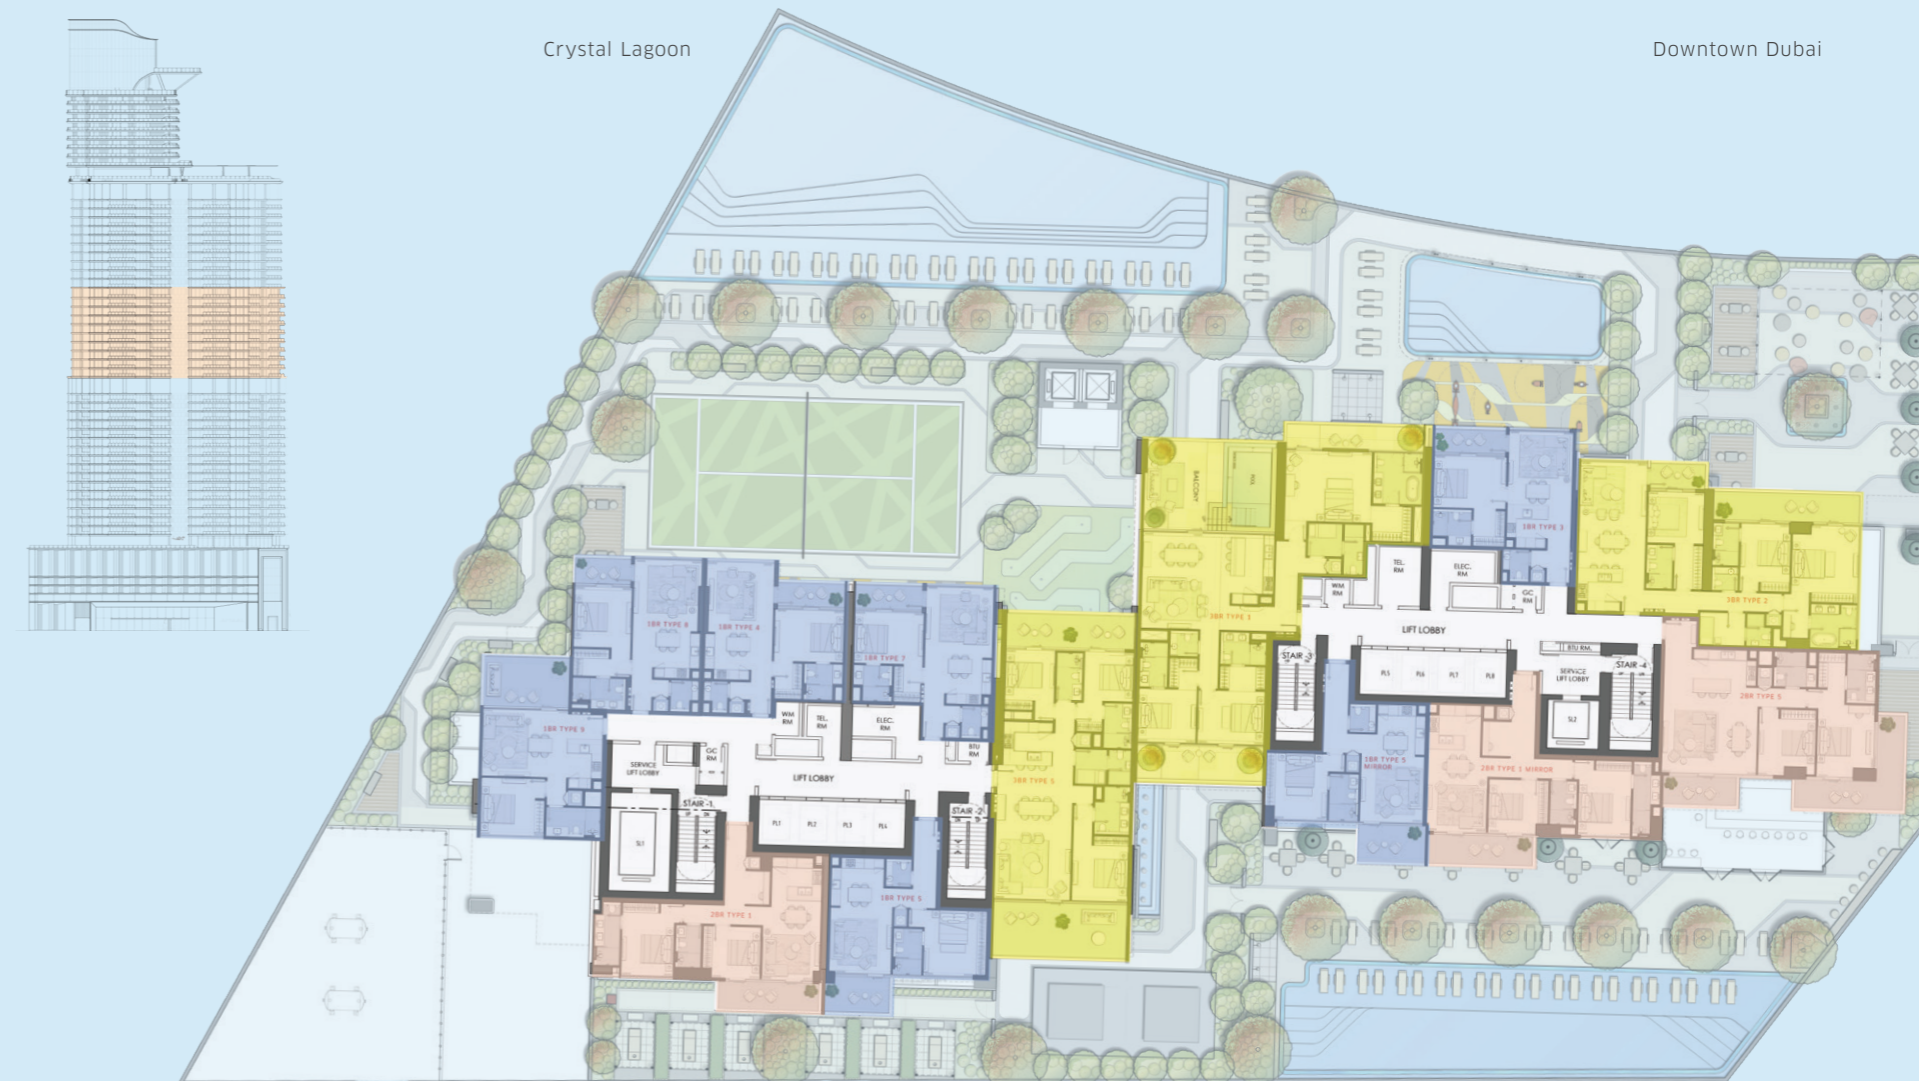 Crystal Lagoon
Downtown Dubai
BALCONY
1BR TYPE 3
TEL.
RM
ELEC.
RM
WM
RM
GC
RM
3BR TYPE 2
3BR TYPE 3
LIFT LOBBY
1BR TYPE 8
1BR TYPE 4
1BR TYPE 7
STAIR -3
BTU RM.
STAIR -4
SERVICE
LIFT LOBBY
PL5
PL6
PL7
PL8
2BR TYPE 5
SL2
1BR TYPE 9
WM
RM
TEL.
RM
ELEC.
RM
GC
RM
BTU
RM
SERVICE
LIFT LOBBY
LIFT LOBBY
3BR TYPE 5
1BR TYPE 5
MIRROR
2BR TYPE 1 MIRROR
STAIR -1
STAIR -2
PL1
PL2
PL3
PL4
SL1
1BR TYPE 5
2BR TYPE 1